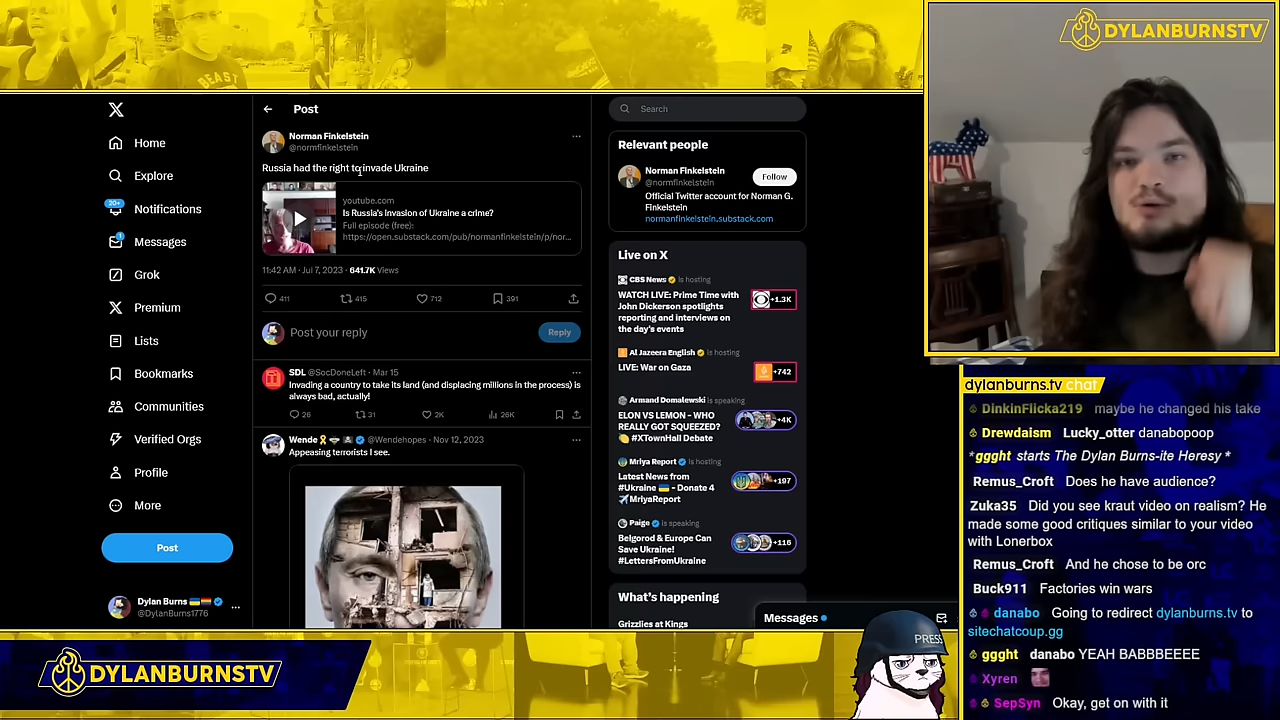 DYLANBURNSTV
BEAST
X
Home
Explore
20+
Notifications
1
Messages
Grok
Premium
Lists
Bookmarks
Communities
Verified Orgs
Profile
More
Post
Dylan Burns
@DylanBurns1776
Post
Norman Finkelstein
@normfinkelstein
Russia had the right to invade Ukraine
youtube.com
Is Russia's invasion of Ukraine a crime?
Full episode (free):
https://open.substack.com/pub/normanfinkelstein/p/nor...
11:42 AM · Jul 7, 2023 · 641.7K Views
411 415 712 391
Post your reply
Reply
SDL @SocDoneLeft · Mar 15
Invading a country to take its land (and displacing millions in the process) is
always bad, actually!
26 31 2K 26K
Wende @Wendehopes · Nov 12, 2023
Appeasing terrorists I see.
Search
Relevant people
Norman Finkelstein
@normfinkelstein
Follow
Official Twitter account for Norman G.
Finkelstein
normanfinkelstein.substack.com
Live on X
CBS News is hosting
WATCH LIVE: Prime Time with
John Dickerson spotlights
reporting and interviews on
the day's events
+1.3K
Al Jazeera English is hosting
LIVE: War on Gaza
+742
Armand Domalewski is speaking
ELON VS LEMON - WHO
REALLY GOT SQUEEZED?
#XTownHall Debate
+4K
Mriya Report is hosting
Latest News from
#Ukraine - Donate 4
MriyaReport
+197
Paige is speaking
Belgorod & Europe Can
Save Ukraine!
#LettersFromUkraine
+116
What's happening
Grizzlies at Kings
Messages
dylanburns.tv chat
DinkinFlicka219 maybe he changed his take
Drewdaism Lucky_otter danabopoop
*ggght starts The Dylan Burns-ite Heresy *
Remus_Croft Does he have audience?
Zuka35 Did you see kraut video on realism? He
made some good critiques similar to your video
with Lonerbox
Remus_Croft And he chose to be orc
Buck911 Factories win wars
danabo Going to redirect dylanburns.tv to
sitechatcoup.gg
ggght danabo YEAH BABBBEEEE
Xyren
SepSyn Okay, get on with it
DYLANBURNSTV
PRESS